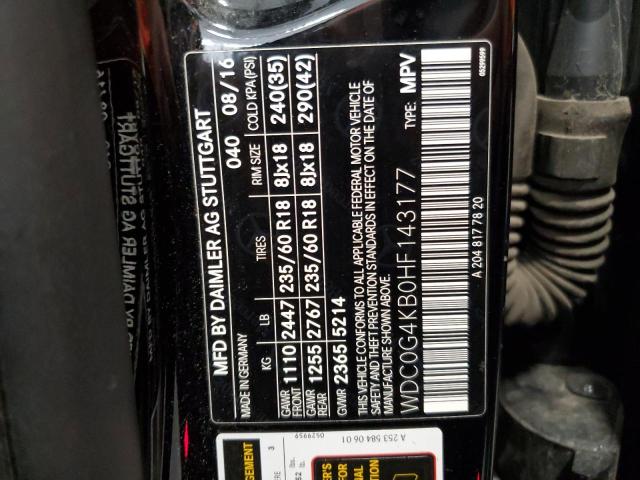 MFD BY DAIMLER AG STUTTGART
MADE IN GERMANY 040 08/16
KG LB TIRES RIM SIZE COLD KPA(PSI)
GAWR FRONT 1110 2447 235/60 R18 8Jx18 240(35)
GAWR REAR 1255 2767 235/60 R18 8Jx18 290(42)
GVWR 2365 5214
THIS VEHICLE CONFORMS TO ALL APPLICABLE FEDERAL MOTOR VEHICLE
SAFETY AND THEFT PREVENTION STANDARDS IN EFFECT ON THE DATE OF
MANUFACTURE SHOWN ABOVE.
WDC0G4KB0HF143177 TYPE: MPV
A 204 817 78 20
05299599
A 253 584 06 01
0529959